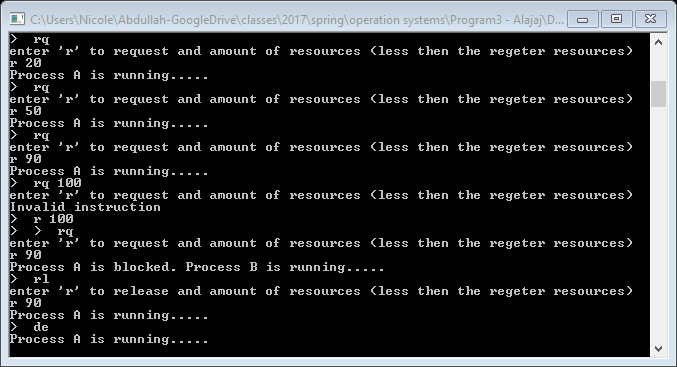 C:\Users\Nicole\Abdullah-GoogleDrive\classes\2017\spring\operation systems\Program3 - Alajaj\D...
>  rq
enter 'r' to request and amount of resources (less then the regeter resources)
r 20
Process A is running.....
>  rq
enter 'r' to request and amount of resources (less then the regeter resources)
r 50
Process A is running.....
>  rq
enter 'r' to request and amount of resources (less then the regeter resources)
r 90
Process A is running.....
>  rq 100
enter 'r' to request and amount of resources (less then the regeter resources)
Invalid instruction
>  r 100
>  >  rq
enter 'r' to request and amount of resources (less then the regeter resources)
r 90
Process A is blocked. Process B is running.....
>  rl
enter 'r' to release and amount of resources (less then the regeter resources)
r 90
Process A is running.....
>  de
Process A is running.....